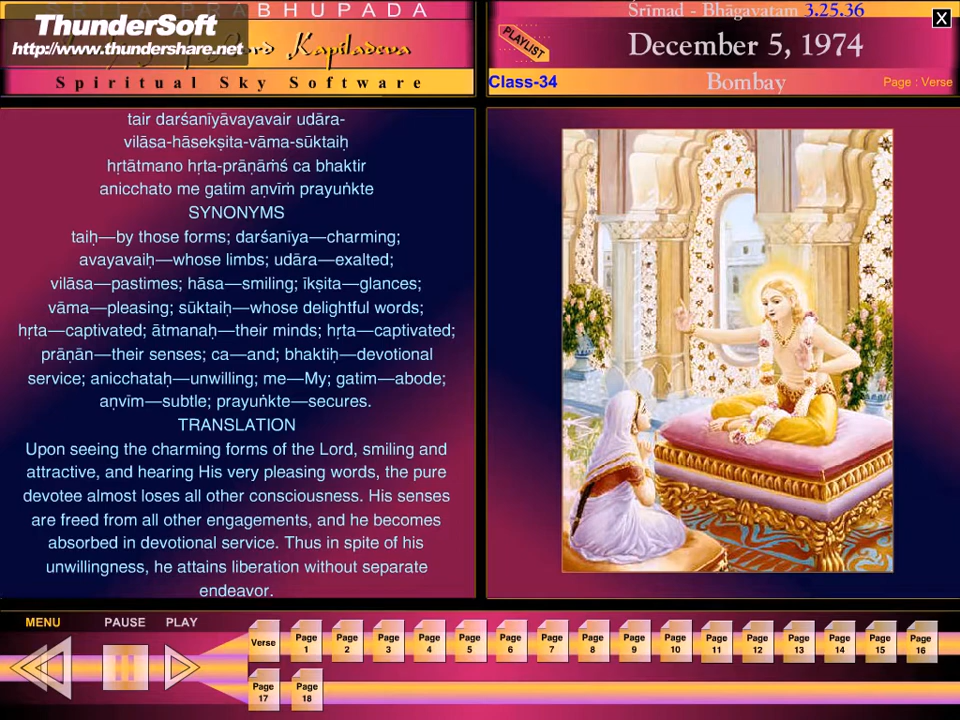 SRILA PRABHUPADA
ThunderSoft
http://www.thundershare.net
Lord Kapiladeva
Spiritual Sky Software
PLAYLIST
Śrīmad - Bhāgavatam 3.25.36
X
December 5, 1974
Class-34
Bombay
Page : Verse
tair darśanīyāvayavair udāra-
vilāsa-hāsekṣita-vāma-sūktaiḥ
hṛtātmano hṛta-prāṇāṁś ca bhaktir
anicchato me gatim aṇvīṁ prayuṅkte
SYNONYMS
taiḥ—by those forms; darśanīya—charming;
avayavaiḥ—whose limbs; udāra—exalted;
vilāsa—pastimes; hāsa—smiling; īkṣita—glances;
vāma—pleasing; sūktaiḥ—whose delightful words;
hṛta—captivated; ātmanaḥ—their minds; hṛta—captivated;
prāṇān—their senses; ca—and; bhaktiḥ—devotional
service; anicchataḥ—unwilling; me—My; gatim—abode;
aṇvīm—subtle; prayuṅkte—secures.
TRANSLATION
Upon seeing the charming forms of the Lord, smiling and
attractive, and hearing His very pleasing words, the pure
devotee almost loses all other consciousness. His senses
are freed from all other engagements, and he becomes
absorbed in devotional service. Thus in spite of his
unwillingness, he attains liberation without separate
endeavor.
MENU
PAUSE
PLAY
Verse
Page 1
Page 2
Page 3
Page 4
Page 5
Page 6
Page 7
Page 8
Page 9
Page 10
Page 11
Page 12
Page 13
Page 14
Page 15
Page 16
Page 17
Page 18